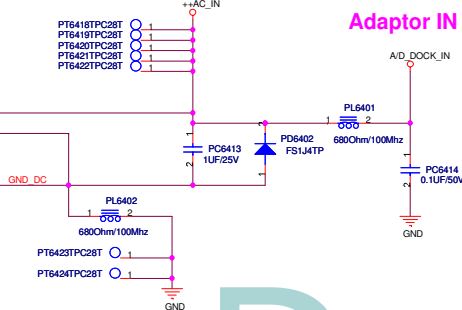 ++AC_IN
Adaptor IN
PT6418TPC28T 1
PT6419TPC28T 1
PT6420TPC28T 1
PT6421TPC28T 1
PT6422TPC28T 1
A/D_DOCK_IN
PL6401
1 2
680Ohm/100Mhz
1
2
PC6413
1UF/25V
2
1
PD6402
FS1J4TP
1
2
PC6414
0.1UF/50V
GND
GND_DC
PL6402
1 2
680Ohm/100Mhz
PT6423TPC28T 1
PT6424TPC28T 1
GND